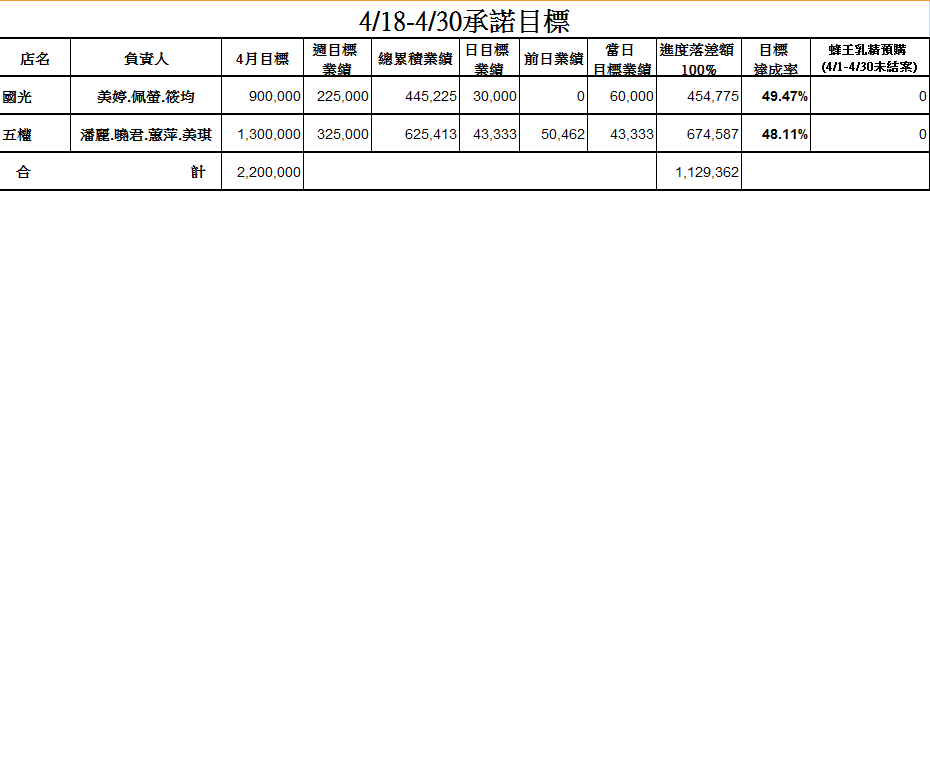 4/18-4/30承諾目標
店名 負責人 4月目標 週目標業績 總累積業績 日目標業績 前日業績 當日目標業績 進度落差額100% 目標達成率 蜂王乳精預購(4/1-4/30未結案)
國光 美婷.佩螢.筱均 900,000 225,000 445,225 30,000 0 60,000 454,775 49.47% 0
五權 潘麗.曉君.蕙萍.美琪 1,300,000 325,000 625,413 43,333 50,462 43,333 674,587 48.11% 0
合計 2,200,000 1,129,362